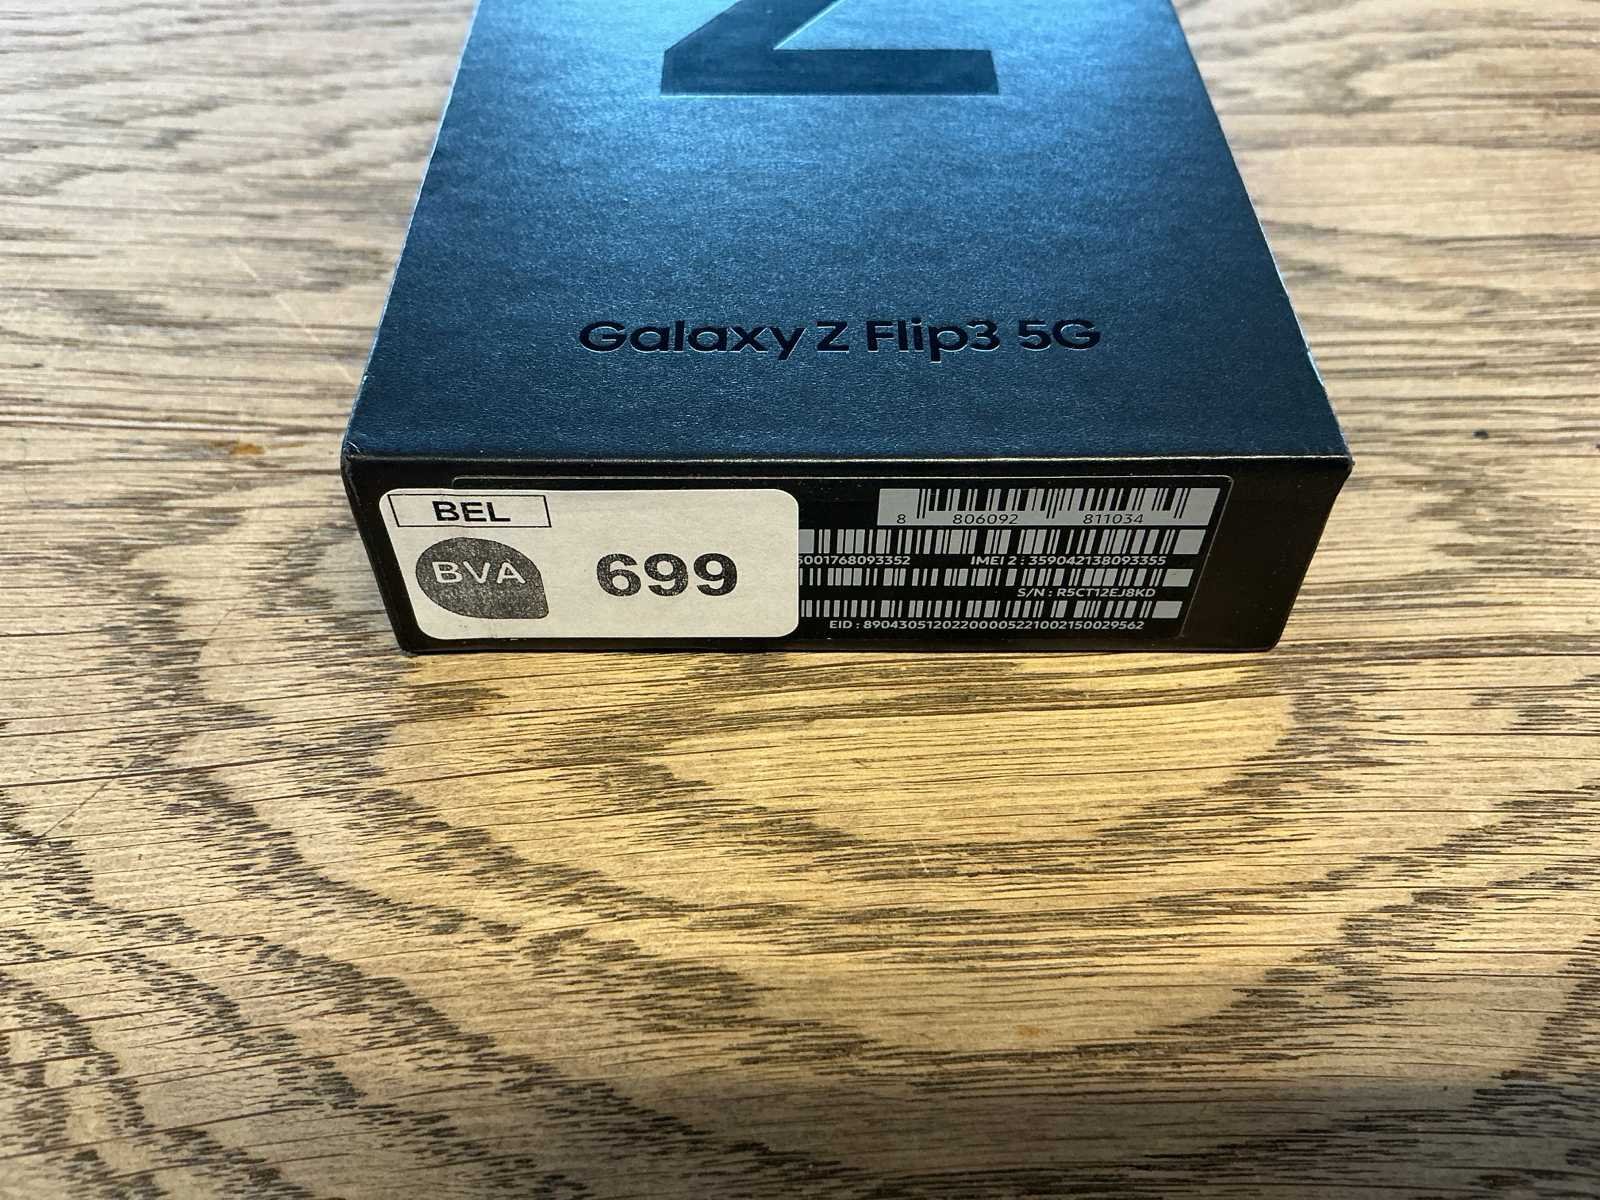 Z
Galaxy Z Flip3 5G
BEL
BVA
699
8 806092 811034
5001768093352 IMEI 2 : 359042138093355
S/N : R5CT12EJ8KD
EID : 89043051202200005221002150029562